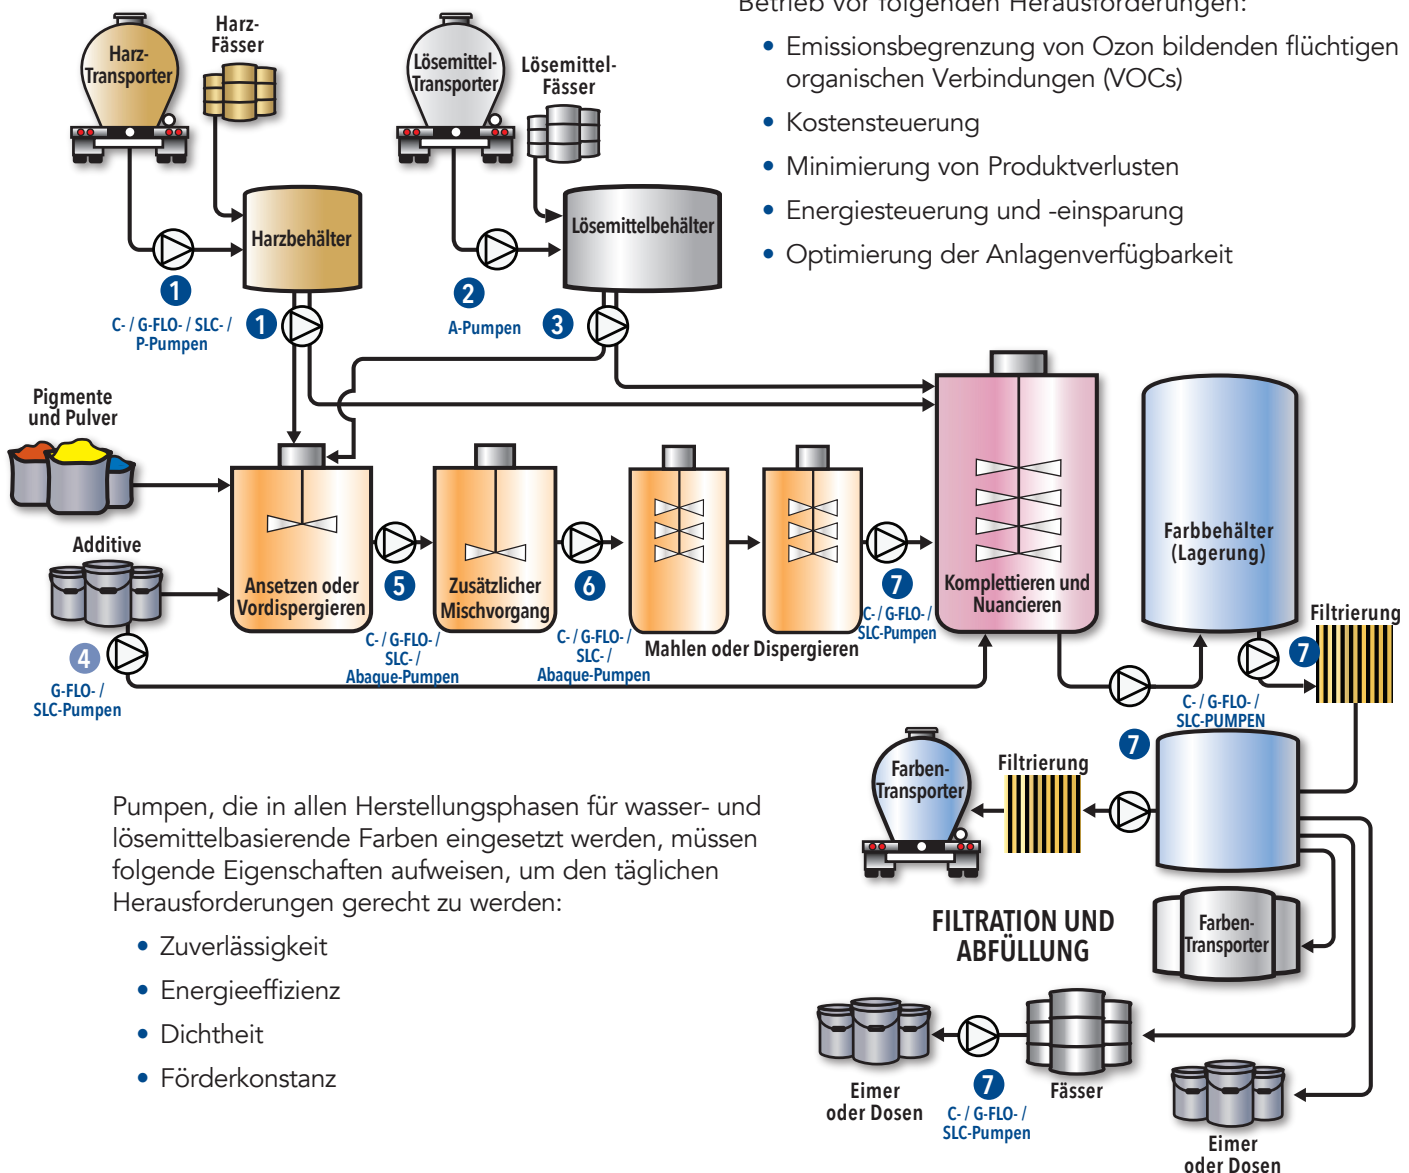 Betrieb vor folgenden Herausforderungen:
• Emissionsbegrenzung von Ozon bildenden flüchtigen
organischen Verbindungen (VOCs)
• Kostensteuerung
• Minimierung von Produktverlusten
• Energiesteuerung und -einsparung
• Optimierung der Anlagenverfügbarkeit
Harz-
Transporter
Harz-
Fässer
Lösemittel-
Transporter
Lösemittel-
Fässer
Harzbehälter
Lösemittelbehälter
1
C- / G-FLO- / SLC- /
P-Pumpen
1
2
A-Pumpen
3
Pigmente
und Pulver
Additive
4
G-FLO- /
SLC-Pumpen
Ansetzen oder
Vordispergieren
5
C- / G-FLO- /
SLC- /
Abaque-Pumpen
Zusätzlicher
Mischvorgang
6
C- / G-FLO- /
SLC- /
Abaque-Pumpen
Mahlen oder Dispergieren
7
C- / G-FLO- /
SLC-Pumpen
Komplettieren und
Nuancieren
Farbbehälter
(Lagerung)
Filtrierung
7
C- / G-FLO- /
SLC-PUMPEN
7
Farben-
Transporter
Filtrierung
FILTRATION UND
ABFÜLLUNG
Farben-
Transporter
Eimer
oder Dosen
7
C- / G-FLO- /
SLC-Pumpen
Fässer
Eimer
oder Dosen
Pumpen, die in allen Herstellungsphasen für wasser- und
lösemittelbasierende Farben eingesetzt werden, müssen
folgende Eigenschaften aufweisen, um den täglichen
Herausforderungen gerecht zu werden:
• Zuverlässigkeit
• Energieeffizienz
• Dichtheit
• Förderkonstanz